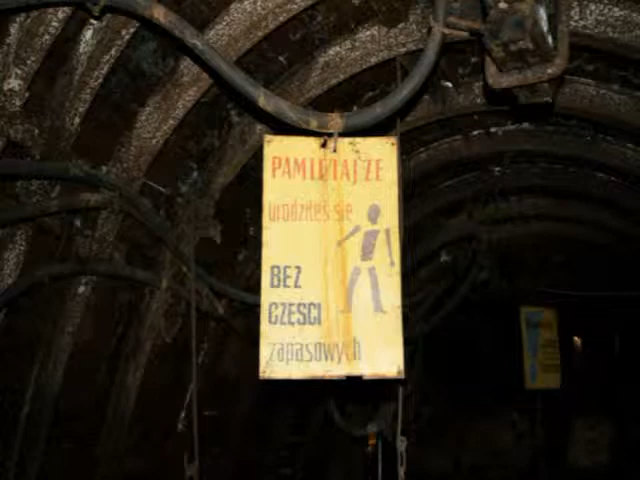 PAMIĘTAJ ŻE
urodziłeś się
BEZ
CZĘŚCI
zapasowych